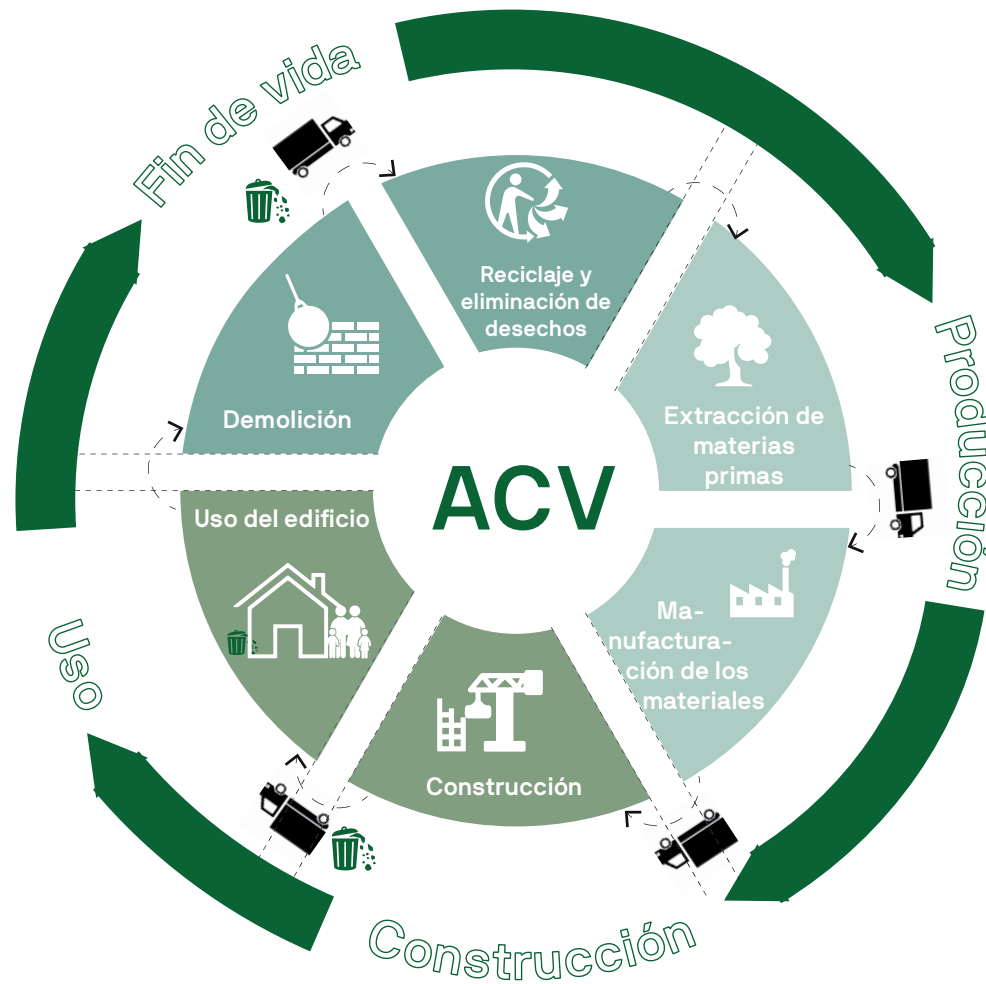 Fin de vida
Reciclaje y
eliminación de
desechos
Extracción de
materias
primas
Producción
Demolición
ACV
Uso del edificio
Ma-
nufactura-
ción de los
materiales
Uso
Construcción
Construcción